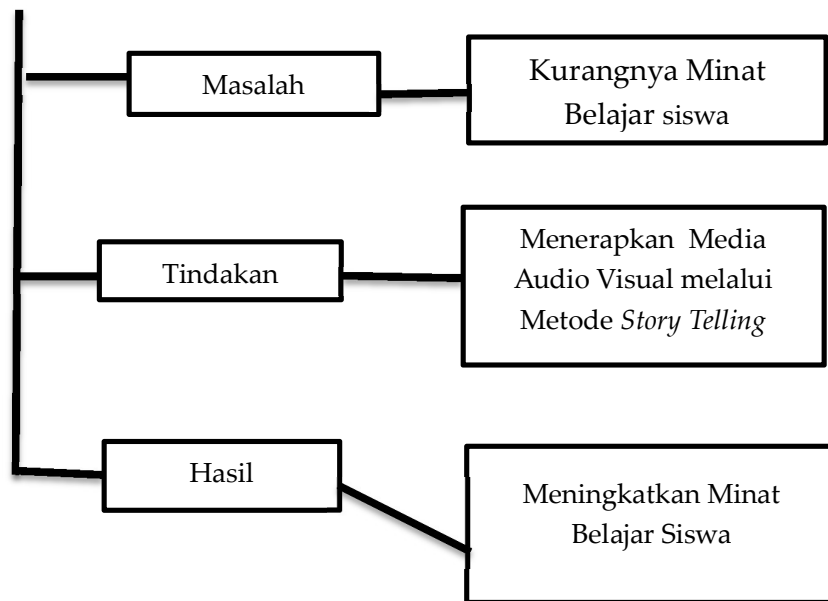 Masalah
Kurangnya Minat
Belajar siswa
Tindakan
Menerapkan Media
Audio Visual melalui
Metode Story Telling
Hasil
Meningkatkan Minat
Belajar Siswa